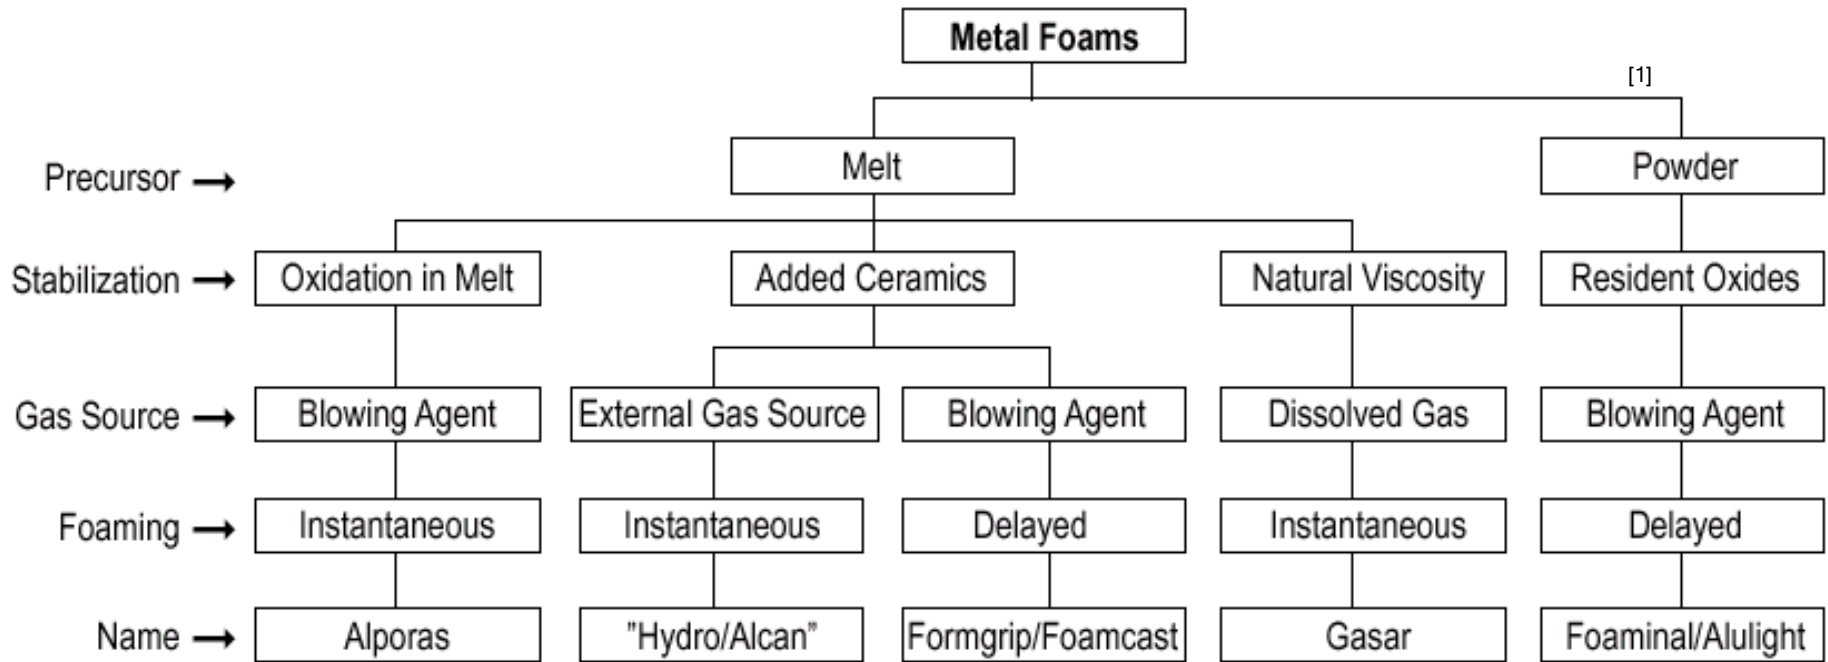 Metal Foams
[1]
Precursor → Melt Powder
Stabilization → Oxidation in Melt Added Ceramics Natural Viscosity Resident Oxides
Gas Source → Blowing Agent External Gas Source Blowing Agent Dissolved Gas Blowing Agent
Foaming → Instantaneous Instantaneous Delayed Instantaneous Delayed
Name → Alporas ”Hydro/Alcan” Formgrip/Foamcast Gasar Foaminal/Alulight